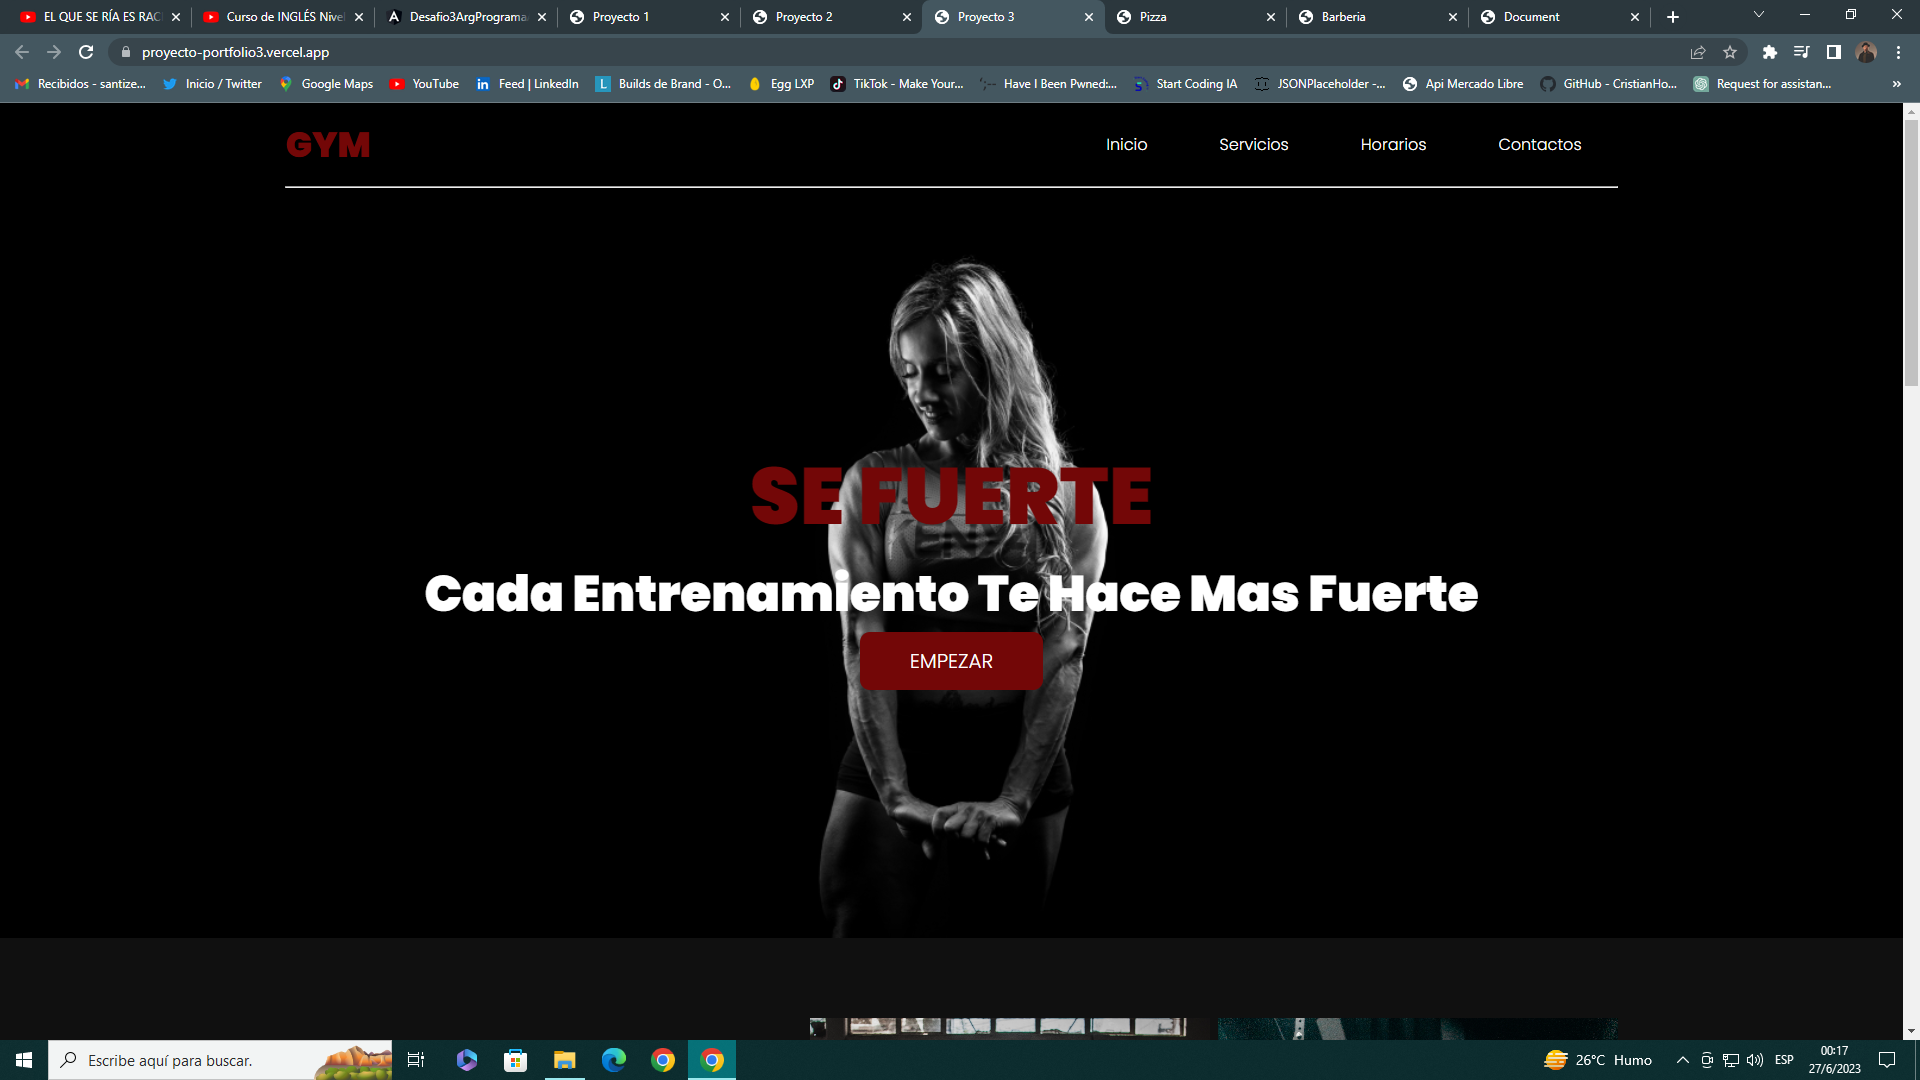 EL QUE SE RÍA ES RAC
Curso de INGLÉS Nivel
Desafio3ArgPrograma
Proyecto 1
Proyecto 2
Proyecto 3
Pizza
Barberia
Document
proyecto-portfolio3.vercel.app
Recibidos - santize...
Inicio / Twitter
Google Maps
YouTube
Feed | LinkedIn
Builds de Brand - O...
Egg LXP
TikTok - Make Your...
Have I Been Pwned:...
Start Coding IA
JSONPlaceholder -...
Api Mercado Libre
GitHub - CristianHo...
Request for assistan...
GYM
Inicio
Servicios
Horarios
Contactos
SE FUERTE
Cada Entrenamiento Te Hace Mas Fuerte
EMPEZAR
Escribe aquí para buscar.
26°C Humo
ESP
00:17
27/6/2023